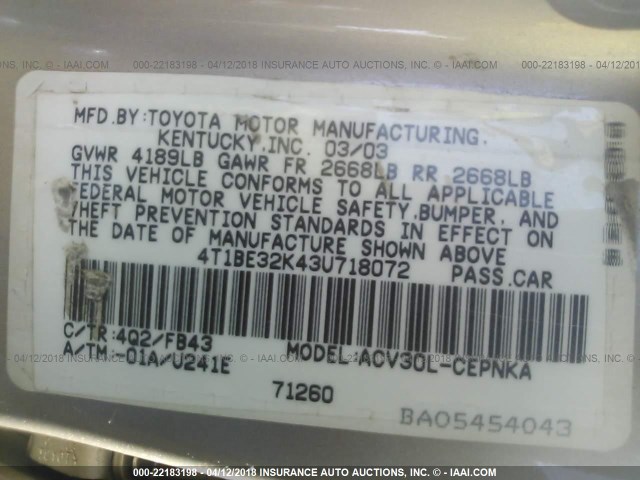 000-22183198 - 04/12/2018 INSURANCE AUTO AUCTIONS, INC. - © IAAI.COM
MFD.BY:TOYOTA MOTOR MANUFACTURING.
KENTUCKY,INC. 03/03
GVWR 4189LB GAWR FR 2668LB RR 2668LB
THIS VEHICLE CONFORMS TO ALL APPLICABLE
FEDERAL MOTOR VEHICLE SAFETY,BUMPER, AND
THEFT PREVENTION STANDARDS IN EFFECT ON
THE DATE OF MANUFACTURE SHOWN ABOVE
4T1BE32K43U718072 PASS.CAR
C/TR:4Q2/FB43
A/TM:-01A/U241E
MODEL:ACV30L-CEPNKA
71260
BA05454043
000-22183198 - 04/12/2018 INSURANCE AUTO AUCTIONS, INC. - © IAAI.COM